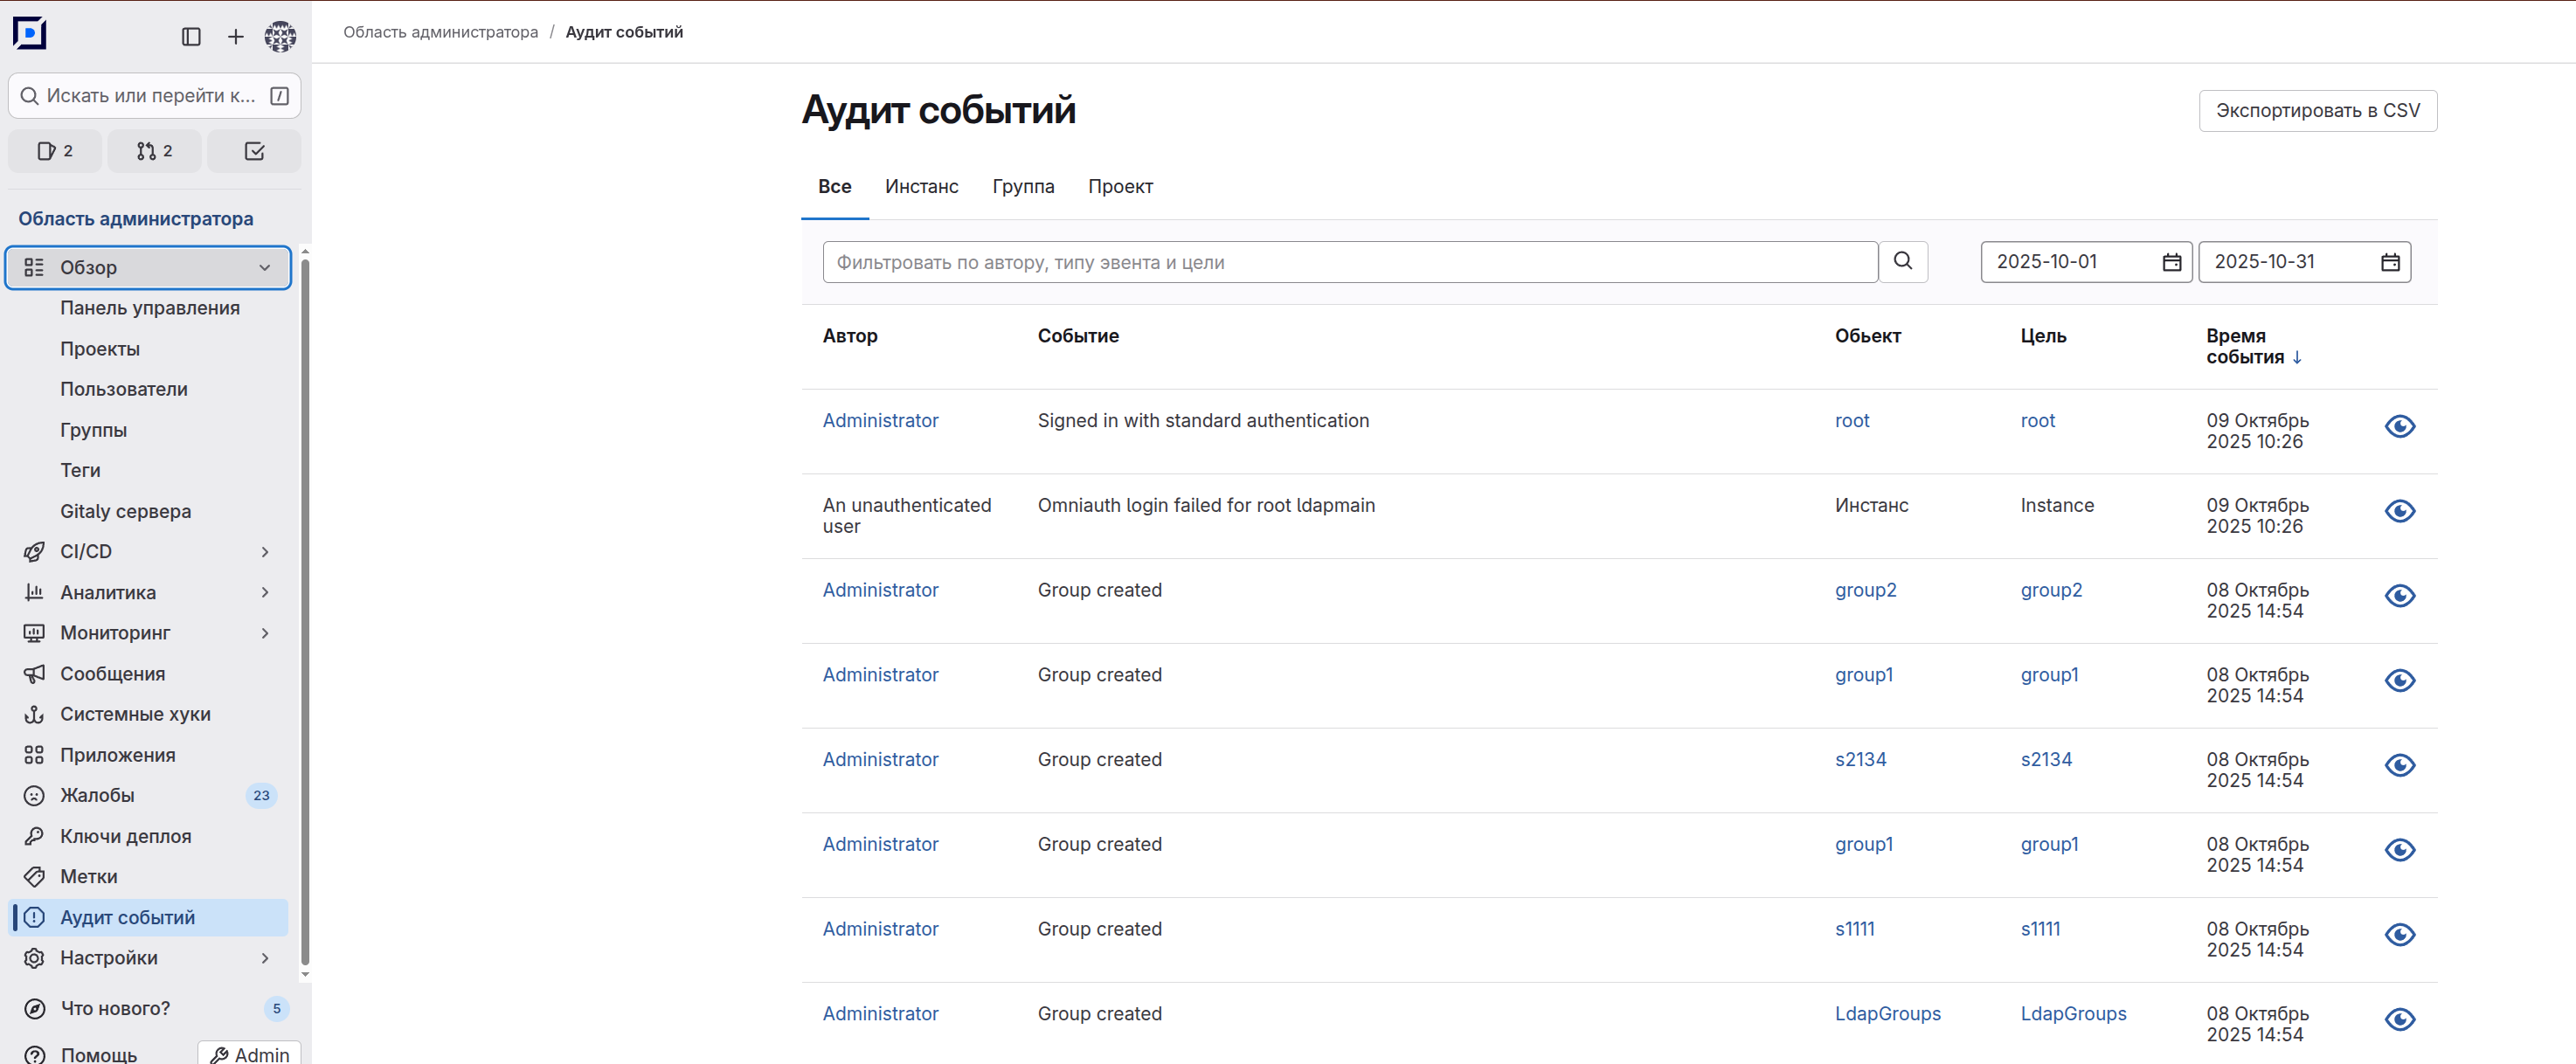 Область администратора / Аудит событий
Искать или перейти к... /
2 2
Область администратора
Обзор
Панель управления
Проекты
Пользователи
Группы
Теги
Gitaly сервера
CI/CD
Аналитика
Мониторинг
Сообщения
Системные хуки
Приложения
Жалобы 23
Ключи деплоя
Метки
Аудит событий
Настройки
Что нового? 5
Помощь Admin
Аудит событий
Экспортировать в CSV
Все Инстанс Группа Проект
Фильтровать по автору, типу эвента и цели 2025-10-01 2025-10-31
Автор Событие Обьект Цель Время
события ↓
Administrator Signed in with standard authentication root root 09 Октябрь
2025 10:26
An unauthenticated Omniauth login failed for root ldapmain Инстанс Instance 09 Октябрь
user 2025 10:26
Administrator Group created group2 group2 08 Октябрь
2025 14:54
Administrator Group created group1 group1 08 Октябрь
2025 14:54
Administrator Group created s2134 s2134 08 Октябрь
2025 14:54
Administrator Group created group1 group1 08 Октябрь
2025 14:54
Administrator Group created s1111 s1111 08 Октябрь
2025 14:54
Administrator Group created LdapGroups LdapGroups 08 Октябрь
2025 14:54